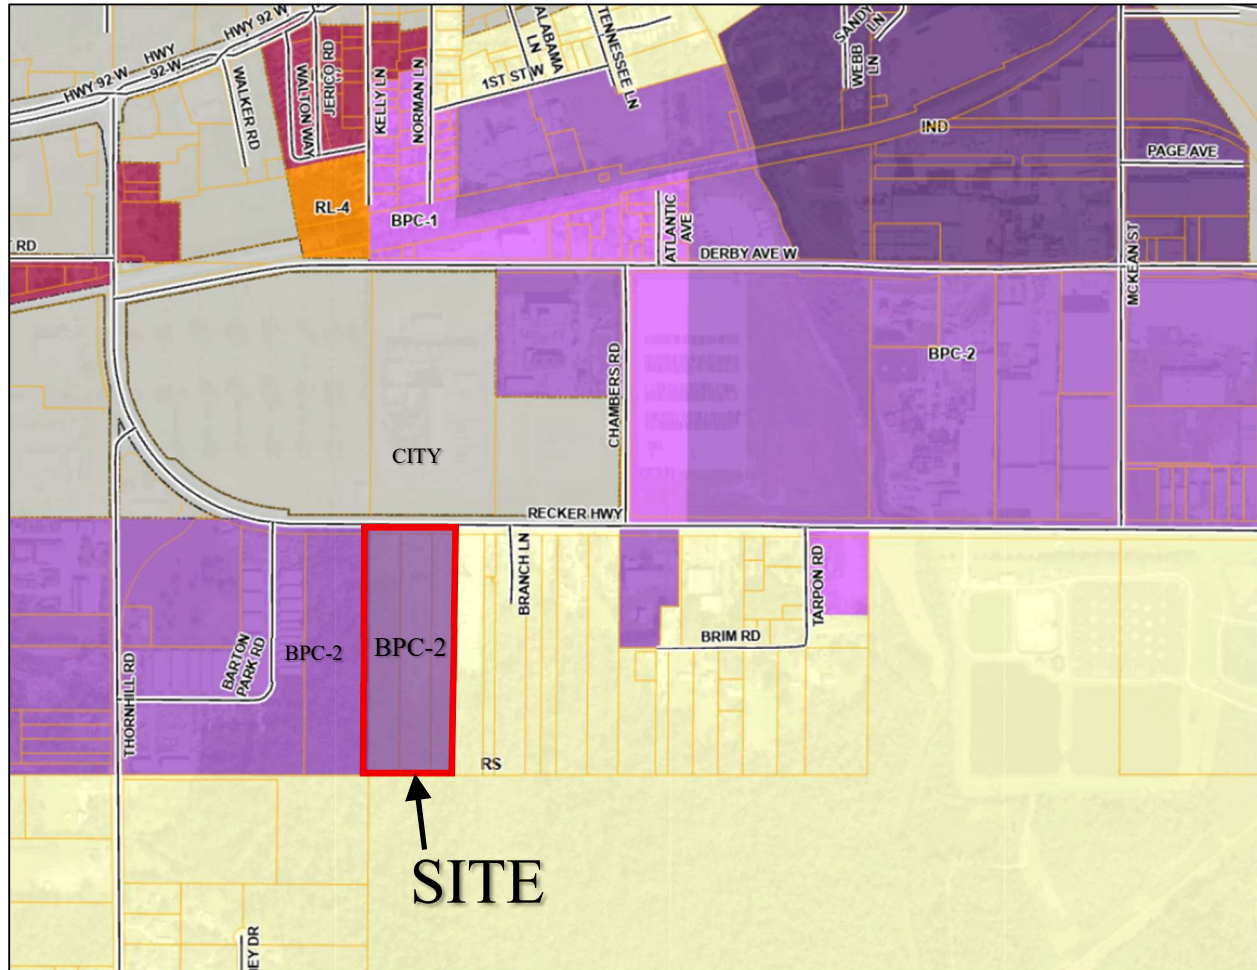 HWY 92 W
HWY
92 W
HWY 92 W
WALKER RD
WALTON WAY
JERICO RD
KELLY LN
NORMAN LN
1ST ST W
ALABAMA
LN
TENNESSEE LN
SANDY
LN
WEBB
LN
IND
PAGE AVE
RL-4
BPC-1
ATLANTIC
AVE
RD
DERBY AVE W
MCKEAN ST
CHAMBERS RD
BPC-2
CITY
RECKER HWY
BRANCH LN
TARPON RD
BRIM RD
BARTON
PARK RD
BPC-2
BPC-2
THORNHILL RD
RS
SITE
EY DR